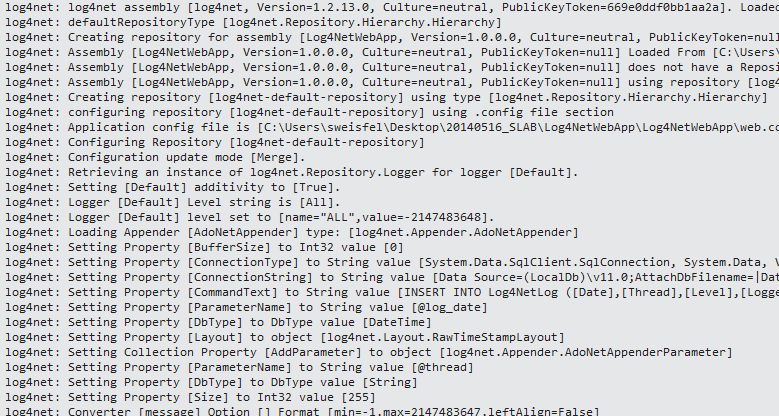 log4net: log4net assembly [log4net, Version=1.2.13.0, Culture=neutral, PublicKeyToken=669e0ddf0bb1aa2a]. Loaded
log4net: defaultRepositoryType [log4net.Repository.Hierarchy.Hierarchy]
log4net: Creating repository for assembly [Log4NetWebApp, Version=1.0.0.0, Culture=neutral, PublicKeyToken=null
log4net: Assembly [Log4NetWebApp, Version=1.0.0.0, Culture=neutral, PublicKeyToken=null] Loaded From [C:\Users\
log4net: Assembly [Log4NetWebApp, Version=1.0.0.0, Culture=neutral, PublicKeyToken=null] does not have a Reposi
log4net: Assembly [Log4NetWebApp, Version=1.0.0.0, Culture=neutral, PublicKeyToken=null] using repository [log4
log4net: Creating repository [log4net-default-repository] using type [log4net.Repository.Hierarchy.Hierarchy]
log4net: configuring repository [log4net-default-repository] using .config file section
log4net: Application config file is [C:\Users\sweisfel\Desktop\20140516_SLAB\Log4NetWebApp\Log4NetWebApp\web.co
log4net: Configuring Repository [log4net-default-repository]
log4net: Configuration update mode [Merge].
log4net: Retrieving an instance of log4net.Repository.Logger for logger [Default].
log4net: Setting [Default] additivity to [True].
log4net: Logger [Default] Level string is [All].
log4net: Logger [Default] level set to [name="ALL",value=-2147483648].
log4net: Loading Appender [AdoNetAppender] type: [log4net.Appender.AdoNetAppender]
log4net: Setting Property [BufferSize] to Int32 value [0]
log4net: Setting Property [ConnectionType] to String value [System.Data.SqlClient.SqlConnection, System.Data, V
log4net: Setting Property [ConnectionString] to String value [Data Source=(LocalDb)\v11.0;AttachDbFilename=|Dat
log4net: Setting Property [CommandText] to String value [INSERT INTO Log4NetLog ([Date],[Thread],[Level],[Logge
log4net: Setting Property [ParameterName] to String value [@log_date]
log4net: Setting Property [DbType] to DbType value [DateTime]
log4net: Setting Property [Layout] to object [log4net.Layout.RawTimeStampLayout]
log4net: Setting Collection Property [AddParameter] to object [log4net.Appender.AdoNetAppenderParameter]
log4net: Setting Property [ParameterName] to String value [@thread]
log4net: Setting Property [DbType] to DbType value [String]
log4net: Setting Property [Size] to Int32 value [255]
log4net: Converter [message] Option [] Format [min=-1,max=2147483647,leftAlign=False]